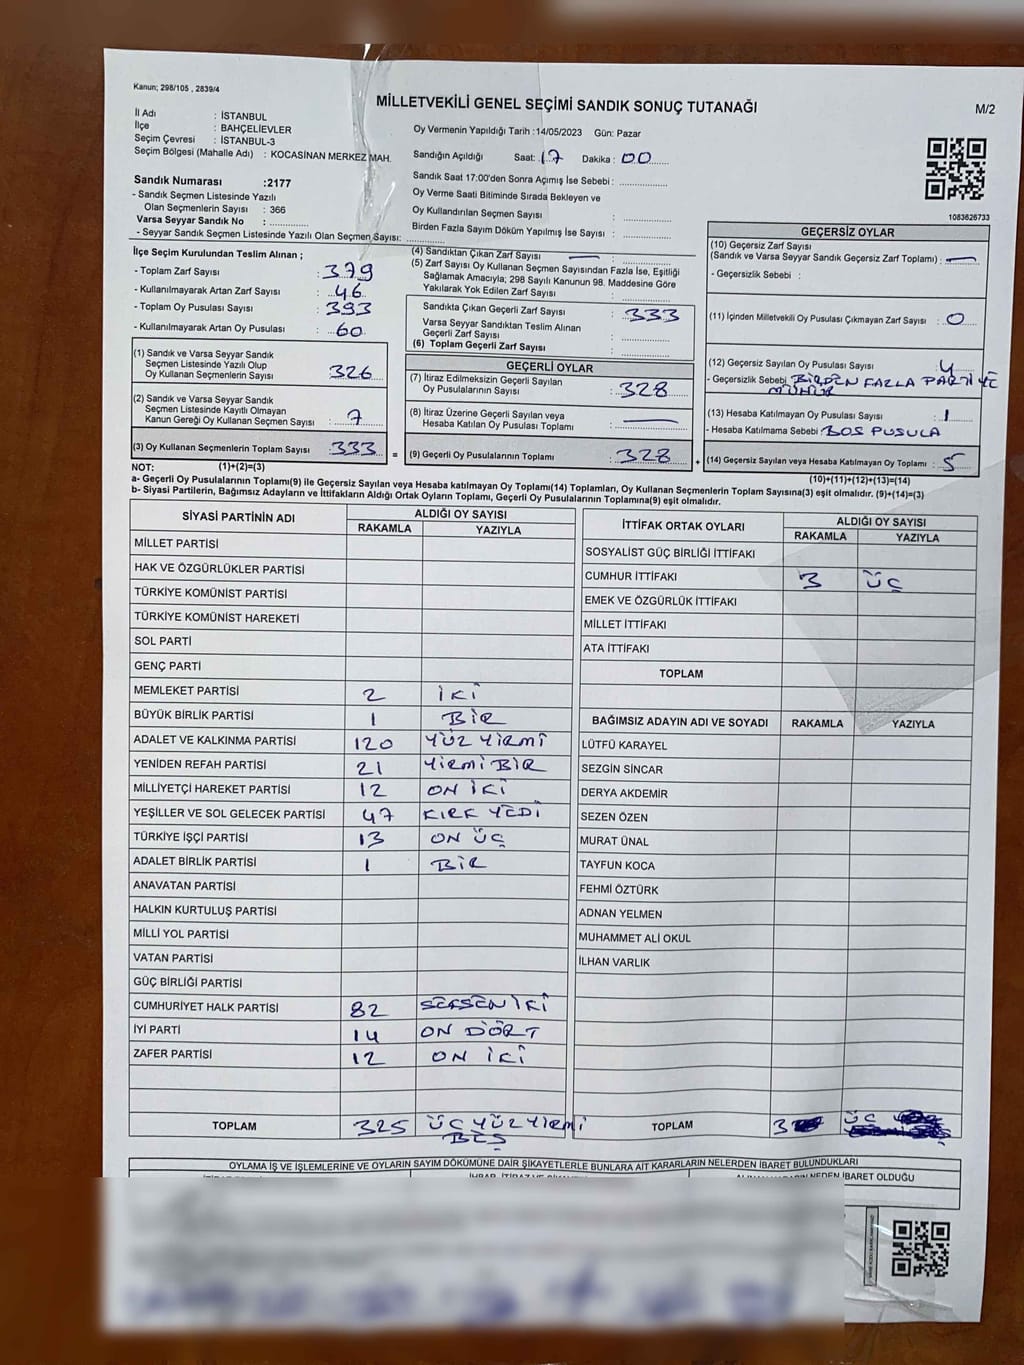 Kanun; 298/105 , 2839/4
MİLLETVEKİLİ GENEL SEÇİMİ SANDIK SONUÇ TUTANAĞI
M/2
İl Adı : İSTANBUL
İlçe : BAHÇELİEVLER
Seçim Çevresi : İSTANBUL-3
Seçim Bölgesi (Mahalle Adı) : KOCASİNAN MERKEZ MAH.
Oy Vermenin Yapıldığı Tarih :14/05/2023 Gün: Pazar
Sandığın Açıldığı Saat: 17 Dakika : 00
Sandık Saat 17:00'den Sonra Açımış İse Sebebi :
Oy Verme Saati Bitiminde Sırada Bekleyen ve
Oy Kullandırılan Seçmen Sayısı :
Birden Fazla Sayım Döküm Yapılmış İse Sayısı :
Sandık Numarası :2177
- Sandık Seçmen Listesinde Yazılı
Olan Seçmenlerin Sayısı : 366
Varsa Seyyar Sandık No :
- Seyyar Sandık Seçmen Listesinde Yazılı Olan Seçmen Sayısı:
1083626733
İlçe Seçim Kurulundan Teslim Alınan ;
- Toplam Zarf Sayısı : 379
- Kullanılmayarak Artan Zarf Sayısı : 46
- Toplam Oy Pusulası Sayısı : 393
- Kullanılmayarak Artan Oy Pusulası : 60
(1) Sandık ve Varsa Seyyar Sandık
Seçmen Listesinde Yazılı Olup
Oy Kullanan Seçmenlerin Sayısı : 326
(2) Sandık ve Varsa Seyyar Sandık
Seçmen Listesinde Kayıtlı Olmayan
Kanun Gereği Oy Kullanan Seçmen Sayısı : 7
(3) Oy Kullanan Seçmenlerin Toplam Sayısı : 333 =
(4) Sandıktan Çıkan Zarf Sayısı : —
(5) Zarf Sayısı Oy Kullanan Seçmen Sayısından Fazla İse, Eşitliği
Sağlamak Amacıyla; 298 Sayılı Kanunun 98. Maddesine Göre
Yakılarak Yok Edilen Zarf Sayısı :
Sandıkta Çıkan Geçerli Zarf Sayısı : 333
Varsa Seyyar Sandıktan Teslim Alınan
Geçerli Zarf Sayısı :
(6) Toplam Geçerli Zarf Sayısı :
GEÇERLİ OYLAR
(7) İtiraz Edilmeksizin Geçerli Sayılan
Oy Pusulalarının Sayısı : 328
(8) İtiraz Üzerine Geçerli Sayılan veya
Hesaba Katılan Oy Pusulası Toplamı : —
(9) Geçerli Oy Pusulalarının Toplamı : 328 +
GEÇERSİZ OYLAR
(10) Geçersiz Zarf Sayısı
(Sandık ve Varsa Seyyar Sandık Geçersiz Zarf Toplamı) : —
- Geçersizlik Sebebi :
(11) İçinden Milletvekili Oy Pusulası Çıkmayan Zarf Sayısı : 0
(12) Geçersiz Sayılan Oy Pusulası Sayısı : 4
- Geçersizlik Sebebi : BİRDEN FAZLA PARTİYE
MÜHÜR
(13) Hesaba Katılmayan Oy Pusulası Sayısı : 1
- Hesaba Katılmama Sebebi : BOS PUSULA
(14) Geçersiz Sayılan veya Hesaba Katılmayan Oy Toplamı : 5
NOT: (1)+(2)=(3) (10)+(11)+(12)+(13)=(14)
a- Geçerli Oy Pusulalarının Toplamı(9) ile Geçersiz Sayılan veya Hesaba katılmayan Oy Toplamı(14) Toplamları, Oy Kullanan Seçmenlerin Toplam Sayısına(3) eşit olmalıdır. (9)+(14)=(3)
b- Siyasi Partilerin, Bağımsız Adayların ve İttifakların Aldığı Ortak Oyların Toplamı, Geçerli Oy Pusulalarının Toplamına(9) eşit olmalıdır.
SİYASİ PARTİNİN ADI ALDIĞI OY SAYISI
RAKAMLA YAZIYLA
MİLLET PARTİSİ
HAK VE ÖZGÜRLÜKLER PARTİSİ
TÜRKİYE KOMÜNİST PARTİSİ
TÜRKİYE KOMÜNİST HAREKETİ
SOL PARTİ
GENÇ PARTİ
MEMLEKET PARTİSİ 2 İKİ
BÜYÜK BİRLİK PARTİSİ 1 BİR
ADALET VE KALKINMA PARTİSİ 120 YÜZ YİRMİ
YENİDEN REFAH PARTİSİ 21 YİRMİ BİR
MİLLİYETÇİ HAREKET PARTİSİ 12 ON İKİ
YEŞİLLER VE SOL GELECEK PARTİSİ 47 KIRK YEDİ
TÜRKİYE İŞÇİ PARTİSİ 13 ON ÜÇ
ADALET BİRLİK PARTİSİ 1 BİR
ANAVATAN PARTİSİ
HALKIN KURTULUŞ PARTİSİ
MİLLİ YOL PARTİSİ
VATAN PARTİSİ
GÜÇ BİRLİĞİ PARTİSİ
CUMHURİYET HALK PARTİSİ 82 SEKSEN İKİ
İYİ PARTİ 14 ON DÖRT
ZAFER PARTİSİ 12 ON İKİ
TOPLAM 325 ÜÇ YÜZ YİRMİ
BEŞ
İTTİFAK ORTAK OYLARI ALDIĞI OY SAYISI
RAKAMLA YAZIYLA
SOSYALİST GÜÇ BİRLİĞİ İTTİFAKI
CUMHUR İTTİFAKI 3 ÜÇ
EMEK VE ÖZGÜRLÜK İTTİFAKI
MİLLET İTTİFAKI
ATA İTTİFAKI
TOPLAM
BAĞIMSIZ ADAYIN ADI VE SOYADI RAKAMLA YAZIYLA
LÜTFÜ KARAYEL
SEZGİN SİNCAR
DERYA AKDEMİR
SEZEN ÖZEN
MURAT ÜNAL
TAYFUN KOCA
FEHMİ ÖZTÜRK
ADNAN YELMEN
MUHAMMET ALİ OKUL
İLHAN VARLIK
TOPLAM 3 ÜÇ
OYLAMA İŞ VE İŞLEMLERİNE VE OYLARIN SAYIM DÖKÜMÜNE DAİR ŞİKAYETLERLE BUNLARA AİT KARARLARIN NELERDEN İBARET BULUNDUKLARI
NEDEN İBARET OLDUĞU